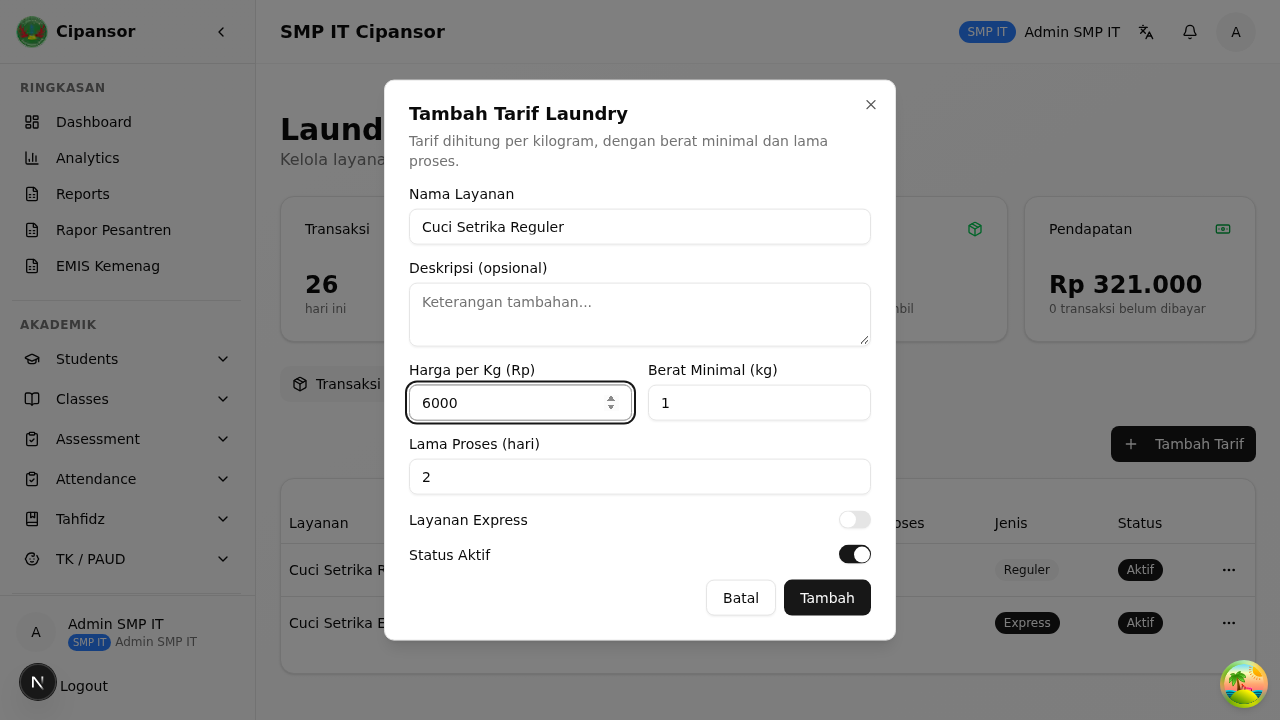 Cipansor
SMP IT Cipansor
SMP IT
Admin SMP IT
A
RINGKASAN
Dashboard
Analytics
Reports
Rapor Pesantren
EMIS Kemenag
AKADEMIK
Students
Classes
Assessment
Attendance
Tahfidz
TK / PAUD
A
Admin SMP IT
SMP IT Admin SMP IT
N
Logout
Laund
Kelola layana
Transaksi
26
hari ini
mbil
Pendapatan
Rp 321.000
0 transaksi belum dibayar
Transaksi
Tambah Tarif
Layanan
oses
Jenis
Status
Cuci Setrika R
Reguler
Aktif
Cuci Setrika E
Express
Aktif
Tambah Tarif Laundry
Tarif dihitung per kilogram, dengan berat minimal dan lama
proses.
Nama Layanan
Cuci Setrika Reguler
Deskripsi (opsional)
Keterangan tambahan...
Harga per Kg (Rp)
Berat Minimal (kg)
6000
1
Lama Proses (hari)
2
Layanan Express
Status Aktif
Batal
Tambah